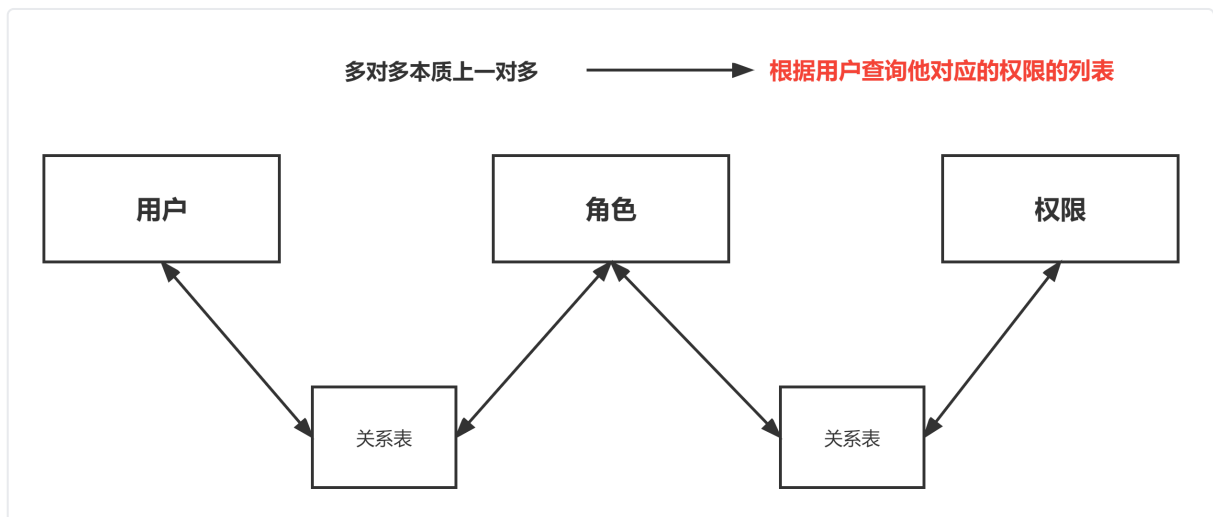 多对多本质上一对多
根据用户查询他对应的权限的列表
用户
角色
权限
关系表
关系表